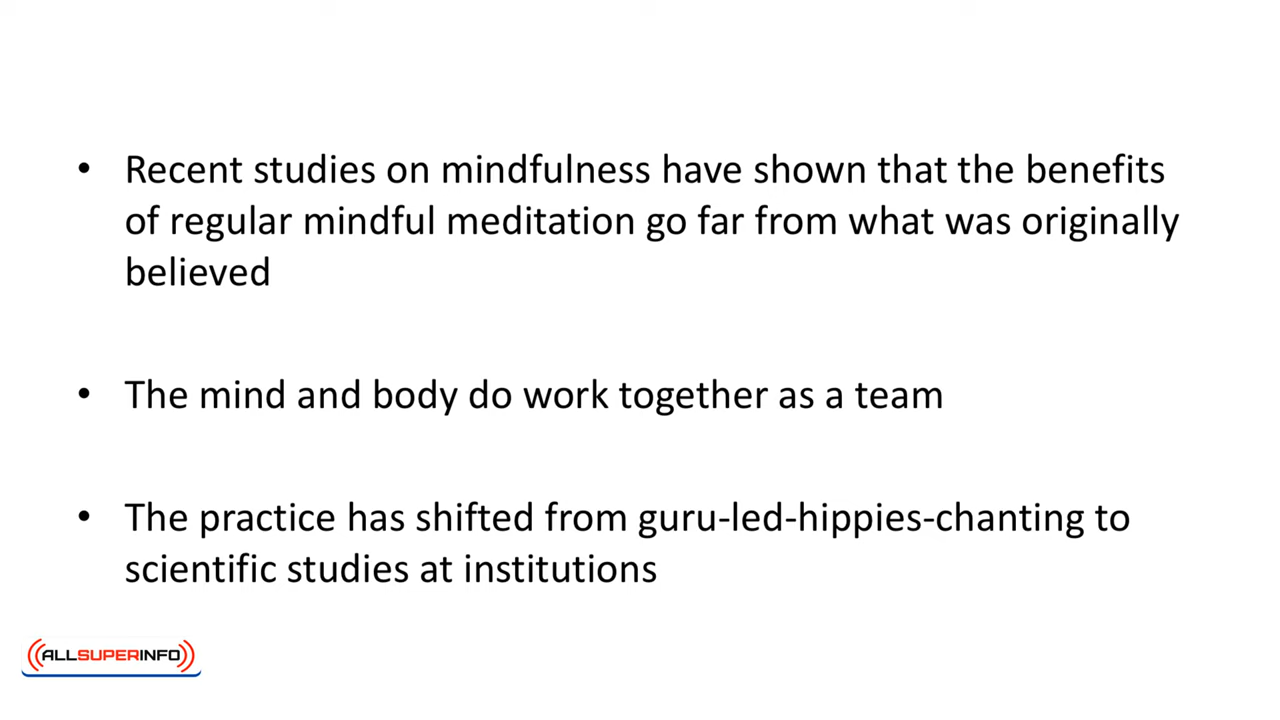 • Recent studies on mindfulness have shown that the benefits
of regular mindful meditation go far from what was originally
believed
• The mind and body do work together as a team
• The practice has shifted from guru-led-hippies-chanting to
scientific studies at institutions
ALLSUPERINFO